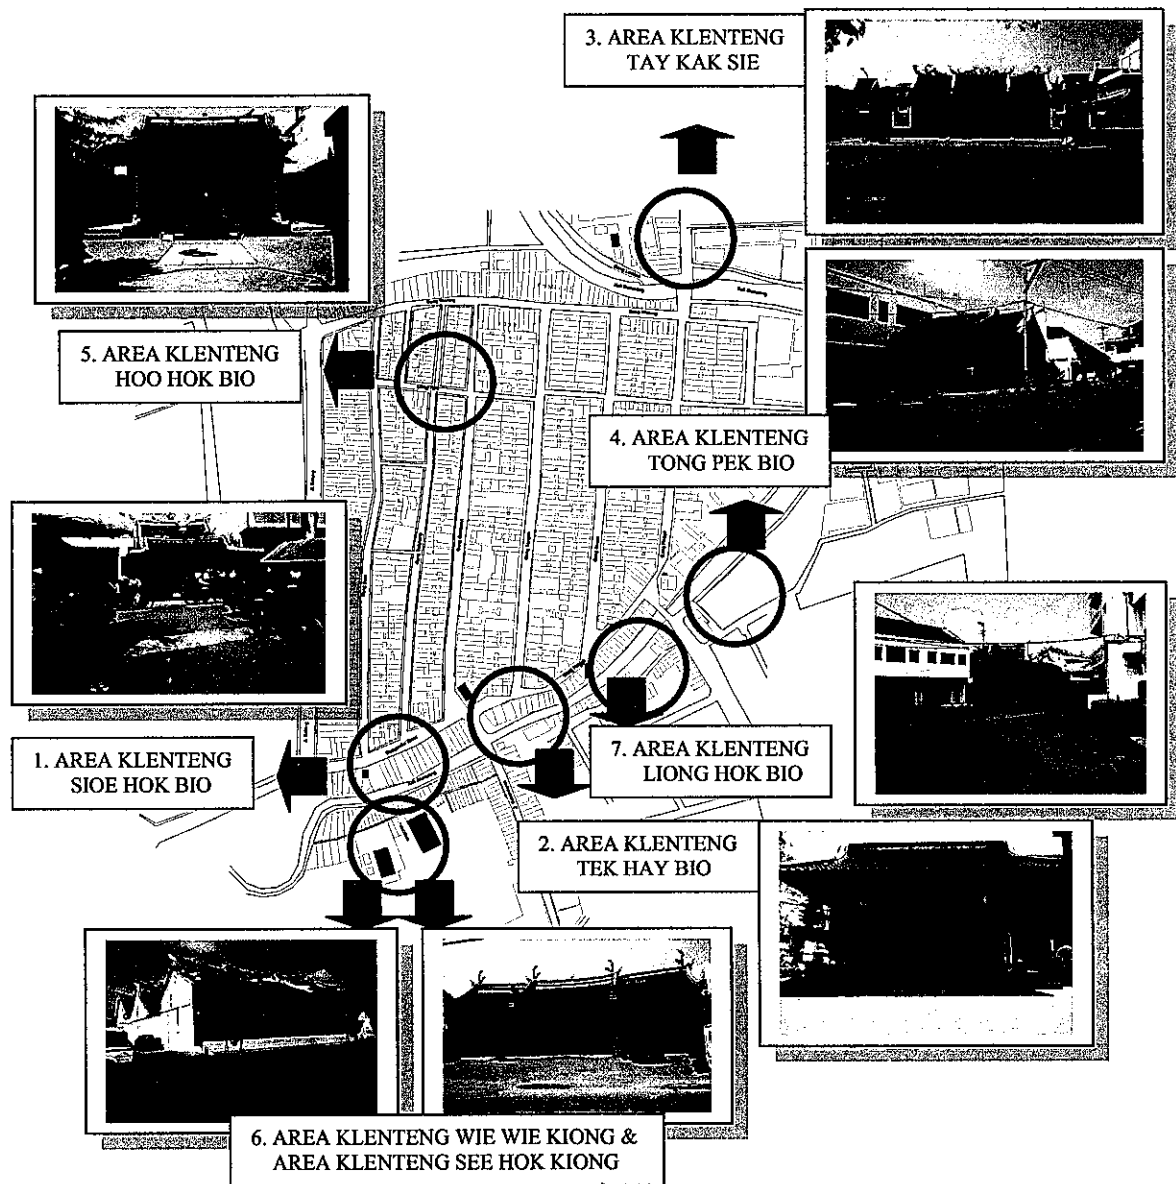 3. AREA KLENTENG
TAY KAK SIE
5. AREA KLENTENG
HOO HOK BIO
4. AREA KLENTENG
TONG PEK BIO
1. AREA KLENTENG
SIOE HOK BIO
7. AREA KLENTENG
LIONG HOK BIO
2. AREA KLENTENG
TEK HAY BIO
6. AREA KLENTENG WIE WIE KIONG &
AREA KLENTENG SEE HOK KIONG